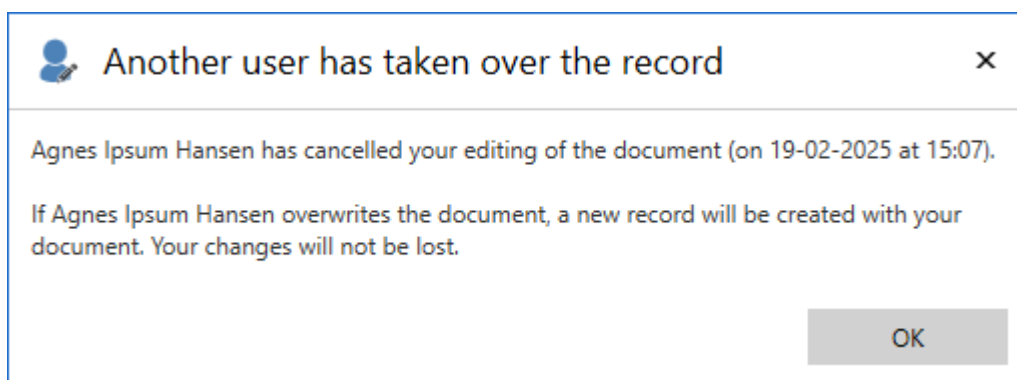 Another user has taken over the record
Agnes Ipsum Hansen has cancelled your editing of the document (on 19-02-2025 at 15:07).
If Agnes Ipsum Hansen overwrites the document, a new record will be created with your
document. Your changes will not be lost.
OK